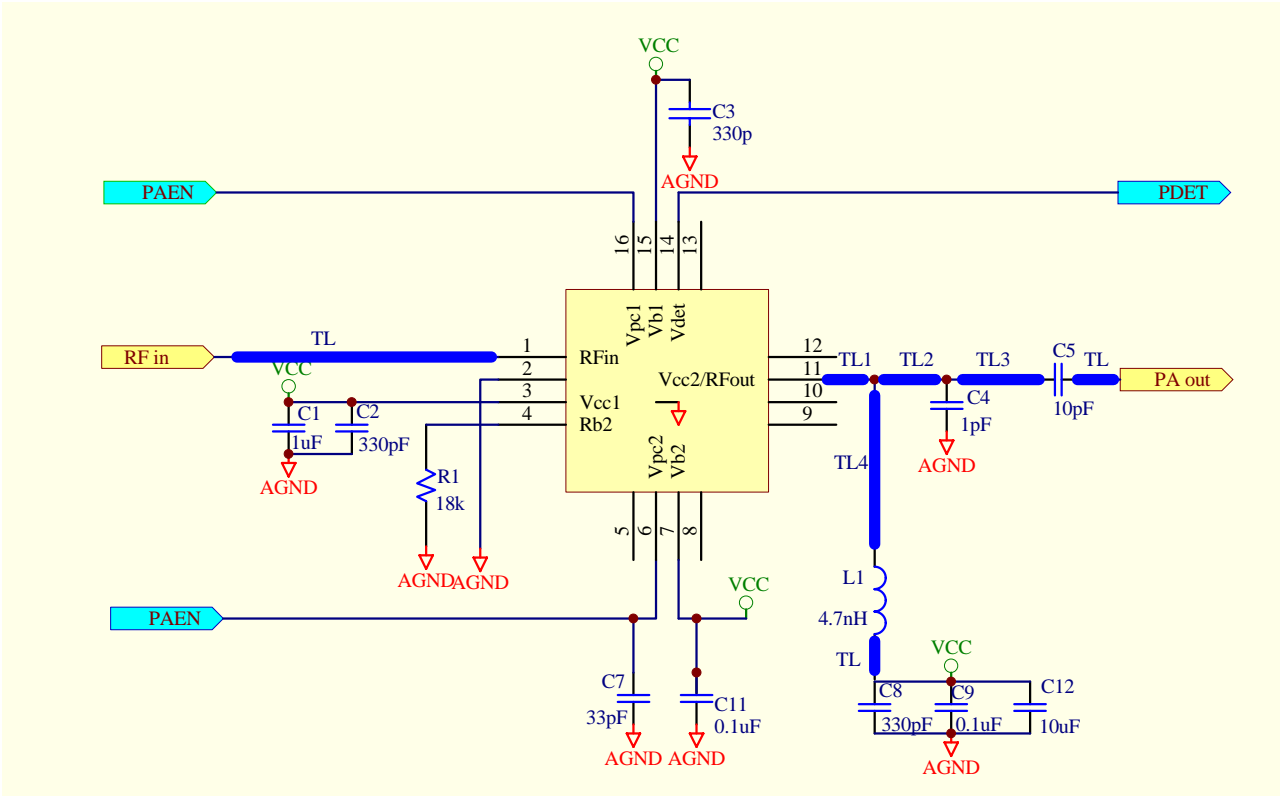 VCC
C3
330p
AGND
PAEN
PDET
16
15
14
13
Vpc1
Vb1
Vdet
RF in
TL
1
RFin
2
VCC
3
Vcc1
4
Rb2
C1
1uF
C2
330pF
AGND
R1
18k
AGND
AGND
Vcc2/RFout
12
11
10
9
TL1
TL2
TL3
C5
10pF
TL
PA out
C4
1pF
AGND
TL4
Vpc2
Vb2
5
6
7
8
L1
4.7nH
TL
PAEN
VCC
C7
33pF
AGND
C11
0.1uF
AGND
VCC
C8
330pF
C9
0.1uF
C12
10uF
AGND